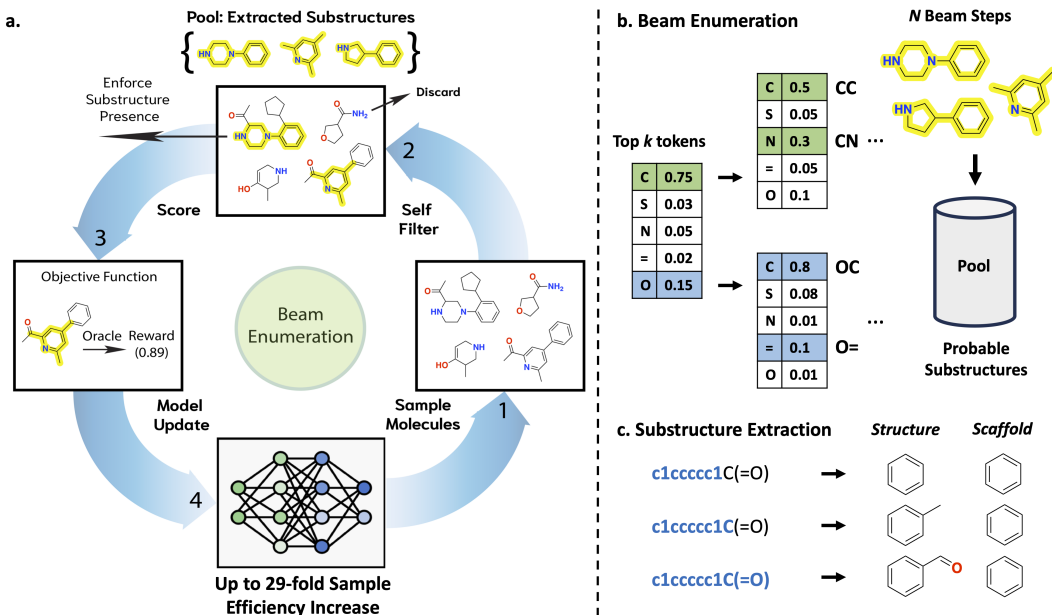 a.
Pool: Extracted Substructures
{ HN N N HN }
Enforce
Substructure
Presence
Discard
O
HN N
O NH₂
O
NH
HO
O
N
2
Score
Self
Filter
3
Objective Function
O
N
Oracle Reward
(0.89)
Beam
Enumeration
O
HN N
O NH₂
O
NH
HO
O
N
Model
Update
Sample
Molecules
1
4
Up to 29-fold Sample
Efficiency Increase
b. Beam Enumeration
N Beam Steps
HN N
HN
N
Top k tokens
C 0.75
S 0.03
N 0.05
= 0.02
O 0.15
C 0.5 CC
S 0.05
N 0.3 CN ...
= 0.05
O 0.1
C 0.8 OC
S 0.08
N 0.01 ...
= 0.1 O=
O 0.01
Pool
Probable
Substructures
c. Substructure Extraction
Structure Scaffold
c1ccccc1C(=O)
c1ccccc1C(=O)
c1ccccc1C(=O)
O